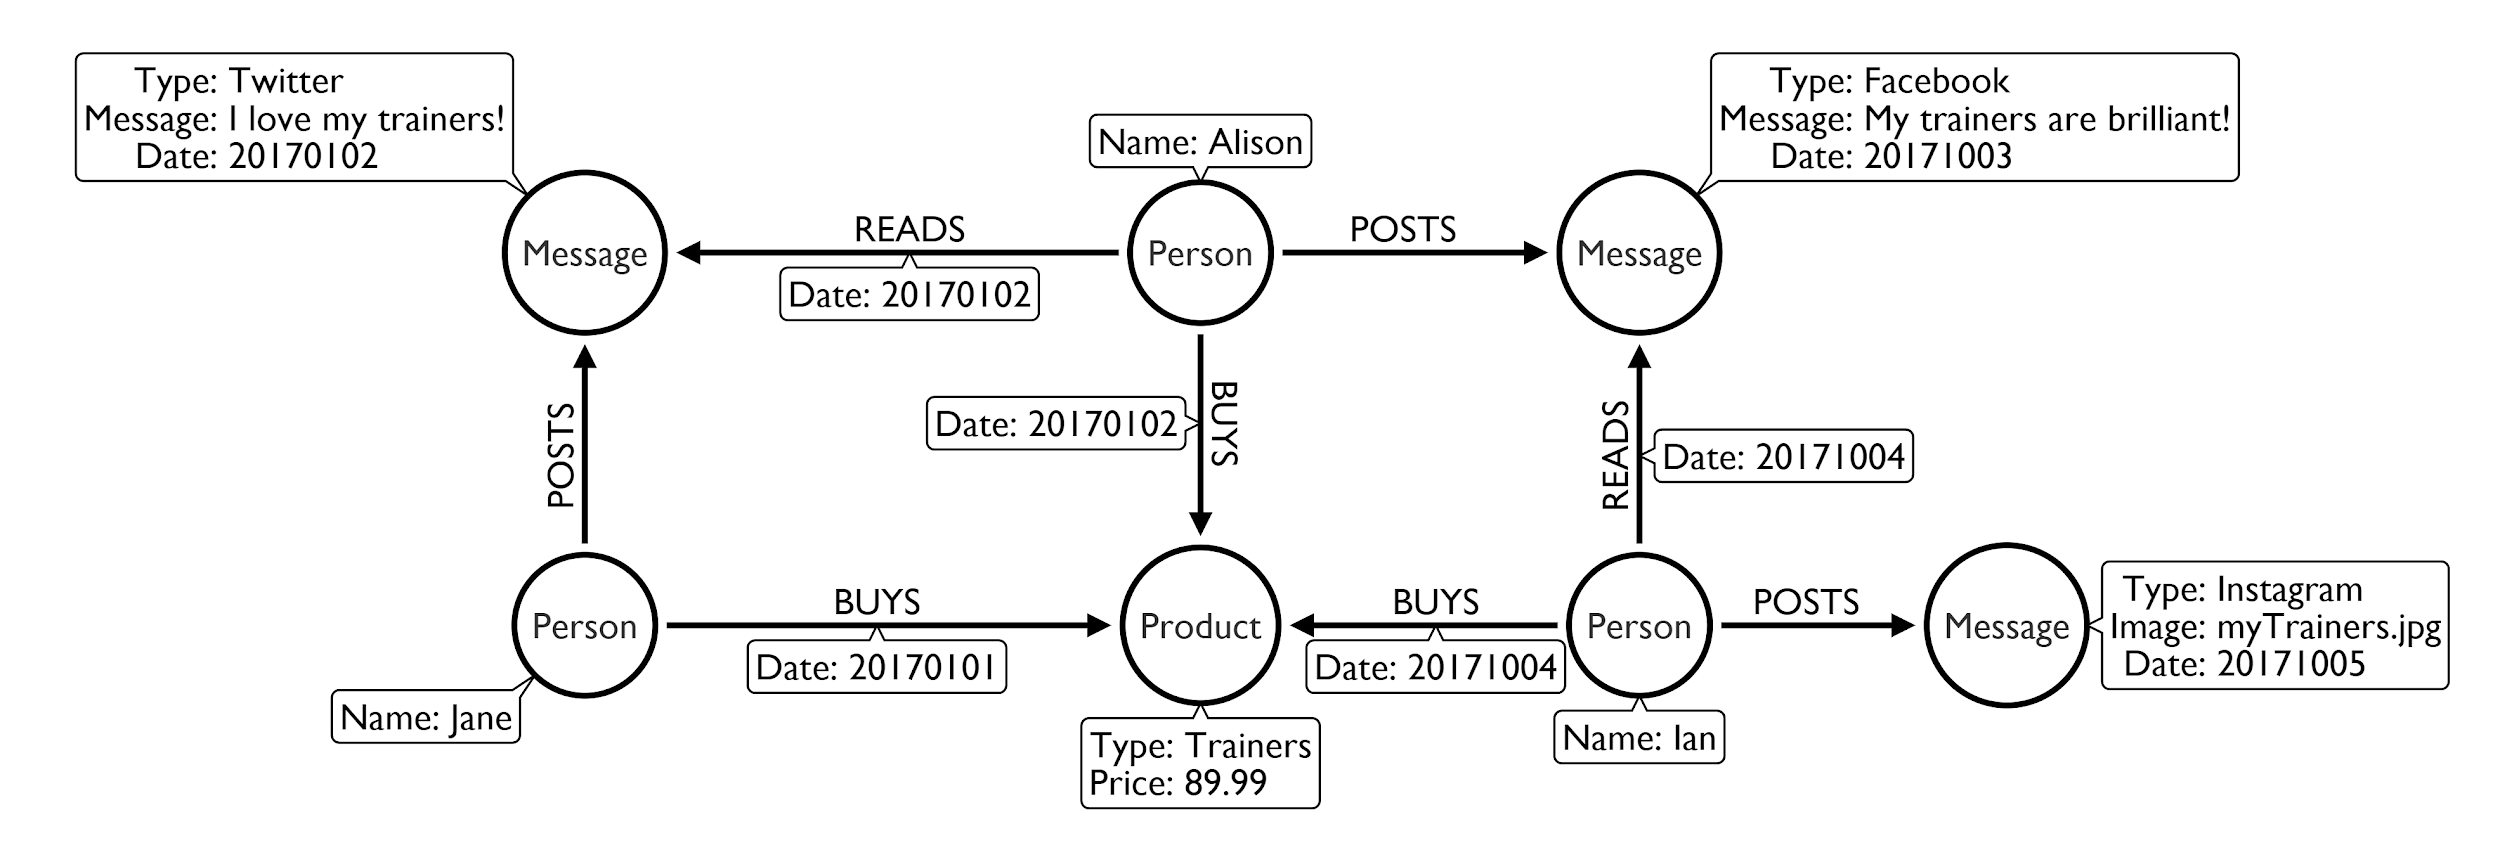 Type: Twitter
Message: I love my trainers!
Date: 20170102
Name: Alison
Type: Facebook
Message: My trainers are brilliant!
Date: 20171003
Message
READS
Date: 20170102
Person
POSTS
Message
POSTS
Date: 20170102
BUYS
READS
Date: 20171004
Person
BUYS
Date: 20170101
Product
BUYS
Date: 20171004
Person
POSTS
Message
Type: Instagram
Image: myTrainers.jpg
Date: 20171005
Name: Jane
Type: Trainers
Price: 89.99
Name: Ian